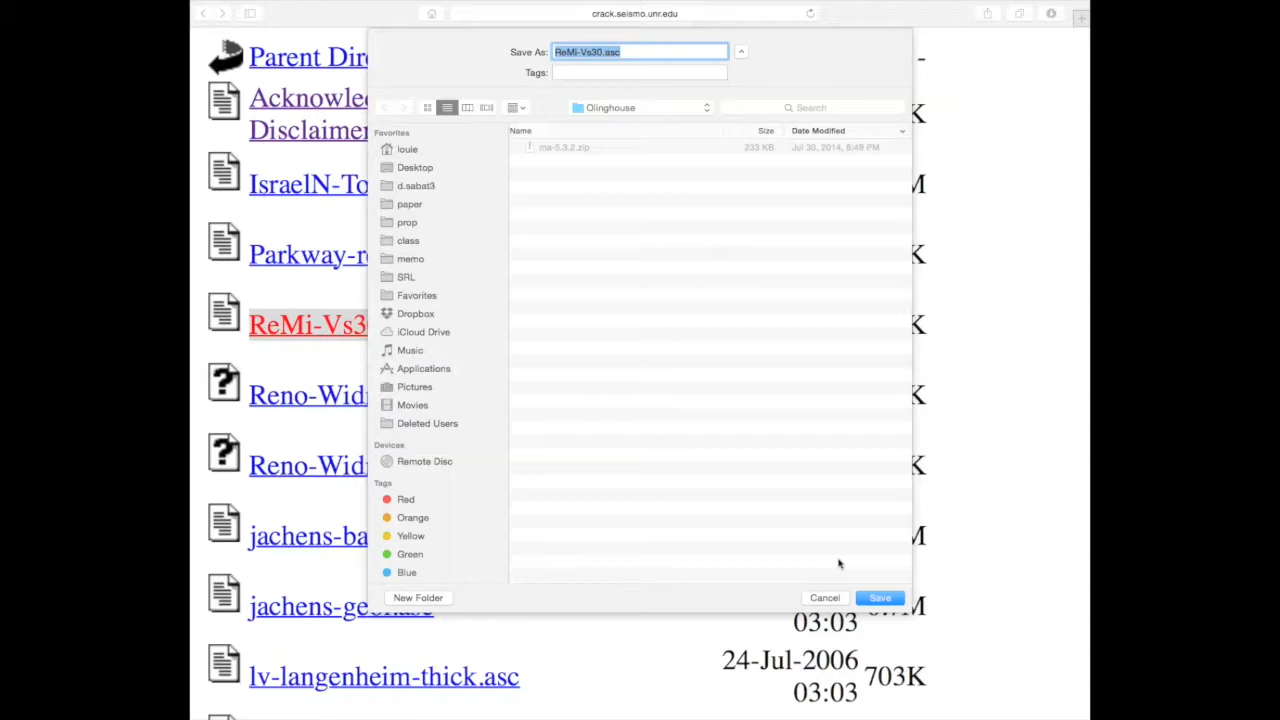 crack.seismo.unr.edu
Save As: ReMi-Vs30.asc
Tags:
Olinghouse
Search
Name Size Date Modified
ma-5.3.2.zip 233 KB Jul 30, 2014, 5:49 PM
Favorites
louie
Desktop
d.sabat3
paper
prop
class
memo
SRL
Favorites
Dropbox
iCloud Drive
Music
Applications
Pictures
Movies
Deleted Users
Devices
Remote Disc
Tags
Red
Orange
Yellow
Green
Blue
New Folder Cancel Save
Parent Dir -
Acknowle K
Disclaimer
IsraelN-To M
Parkway-r K
ReMi-Vs3 K
Reno-Wid K
Reno-Wid K
jachens-ba M
jachens-ge M
03:03
lv-langenheim-thick.asc 24-Jul-2006 703K
03:03